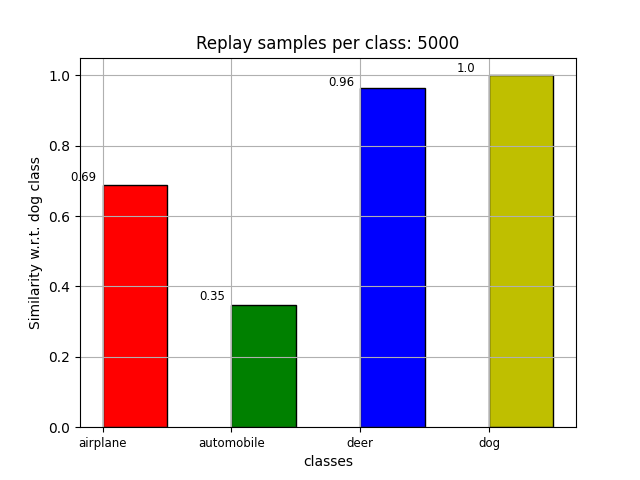 Replay samples per class: 5000
Similarity w.r.t. dog class
1.0
0.8
0.6
0.4
0.2
0.0
0.69
0.35
0.96
1.0
airplane
automobile
deer
dog
classes